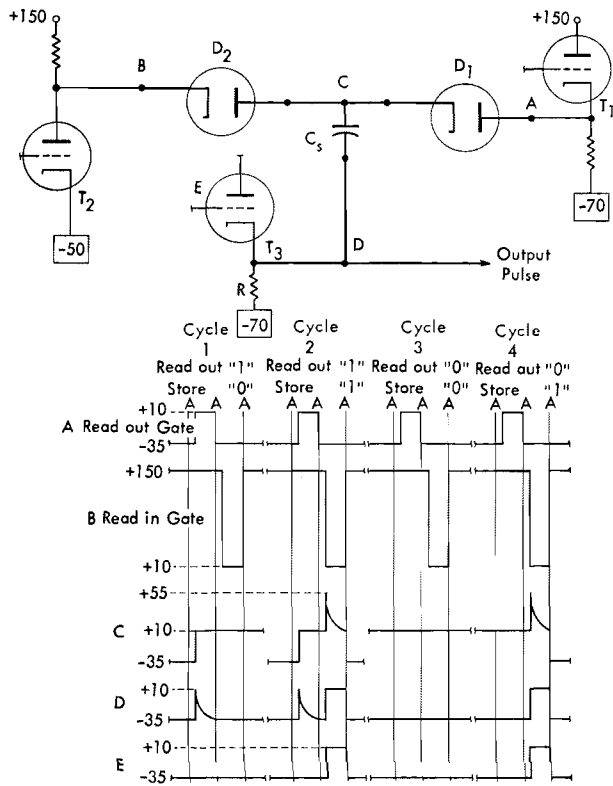 +150
+150
D2
D1
B
C
A
T1
Cs
T2
E
-50
T3
D
-70
Output
Pulse
R
-70
Cycle Cycle Cycle Cycle
1 2 3 4
Read out "1" Read out "1" Read out "0" Read out "0"
Store "0" Store "1" Store "0" Store "1"
A A A A A A A A A A A A
+10
A Read out Gate
-35
+150
B Read in Gate
+10
+55
C +10
-35
+10
D
-35
+10
E
-35